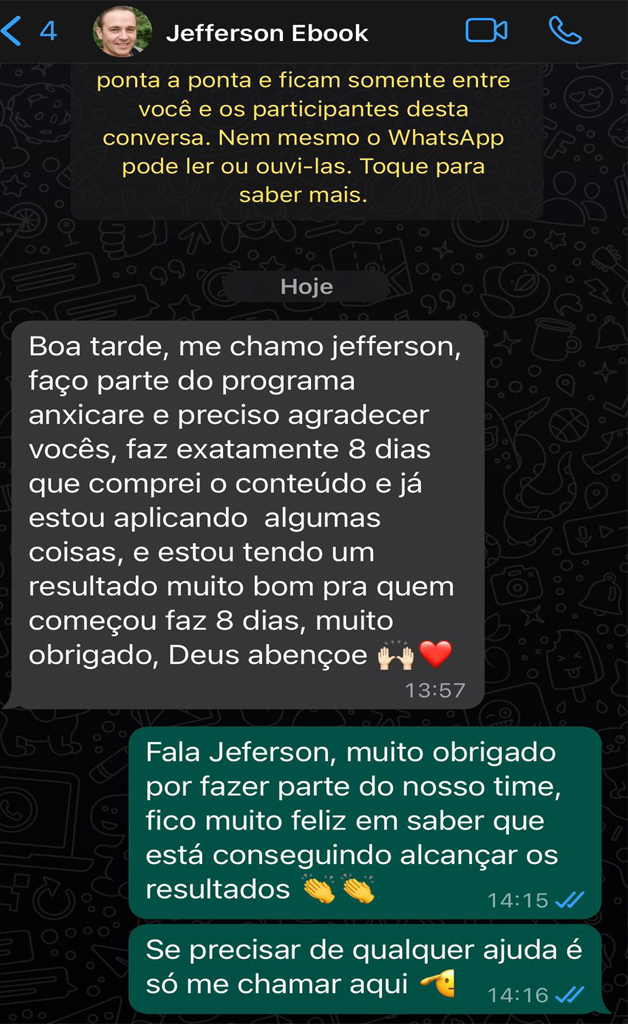 4
Jefferson Ebook
ponta a ponta e ficam somente entre
você e os participantes desta
conversa. Nem mesmo o WhatsApp
pode ler ou ouvi-las. Toque para
saber mais.
Hoje
Boa tarde, me chamo jefferson,
faço parte do programa
anxicare e preciso agradecer
vocês, faz exatamente 8 dias
que comprei o conteúdo e já
estou aplicando  algumas
coisas, e estou tendo um
resultado muito bom pra quem
começou faz 8 dias, muito
obrigado, Deus abençoe 🙌🏻❤️
13:57
Fala Jeferson, muito obrigado
por fazer parte do nosso time,
fico muito feliz em saber que
está conseguindo alcançar os
resultados 👏👏
14:15
Se precisar de qualquer ajuda é
só me chamar aqui 🫡
14:16